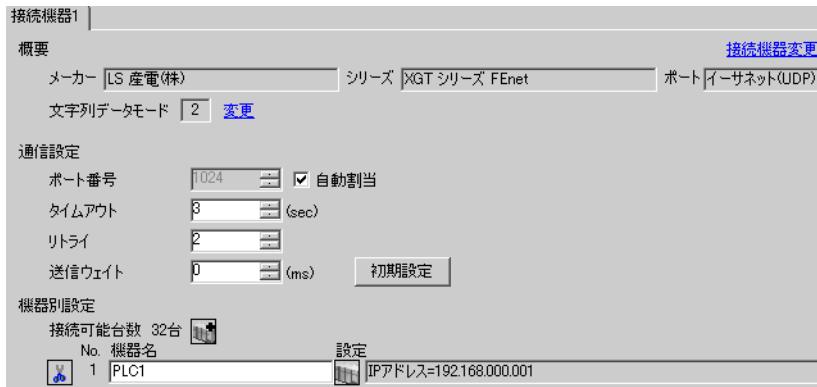 接続機器1
概要
接続機器変更
メーカー LS 産電(株) シリーズ XGT シリーズ FEnet ポート イーサネット(UDP)
文字列データモード 2 変更
通信設定
ポート番号 1024 自動割当
タイムアウト 3 (sec)
リトライ 2
送信ウェイト 0 (ms) 初期設定
機器別設定
接続可能台数 32台
No. 機器名 設定
1 PLC1 IPアドレス=192.168.000.001